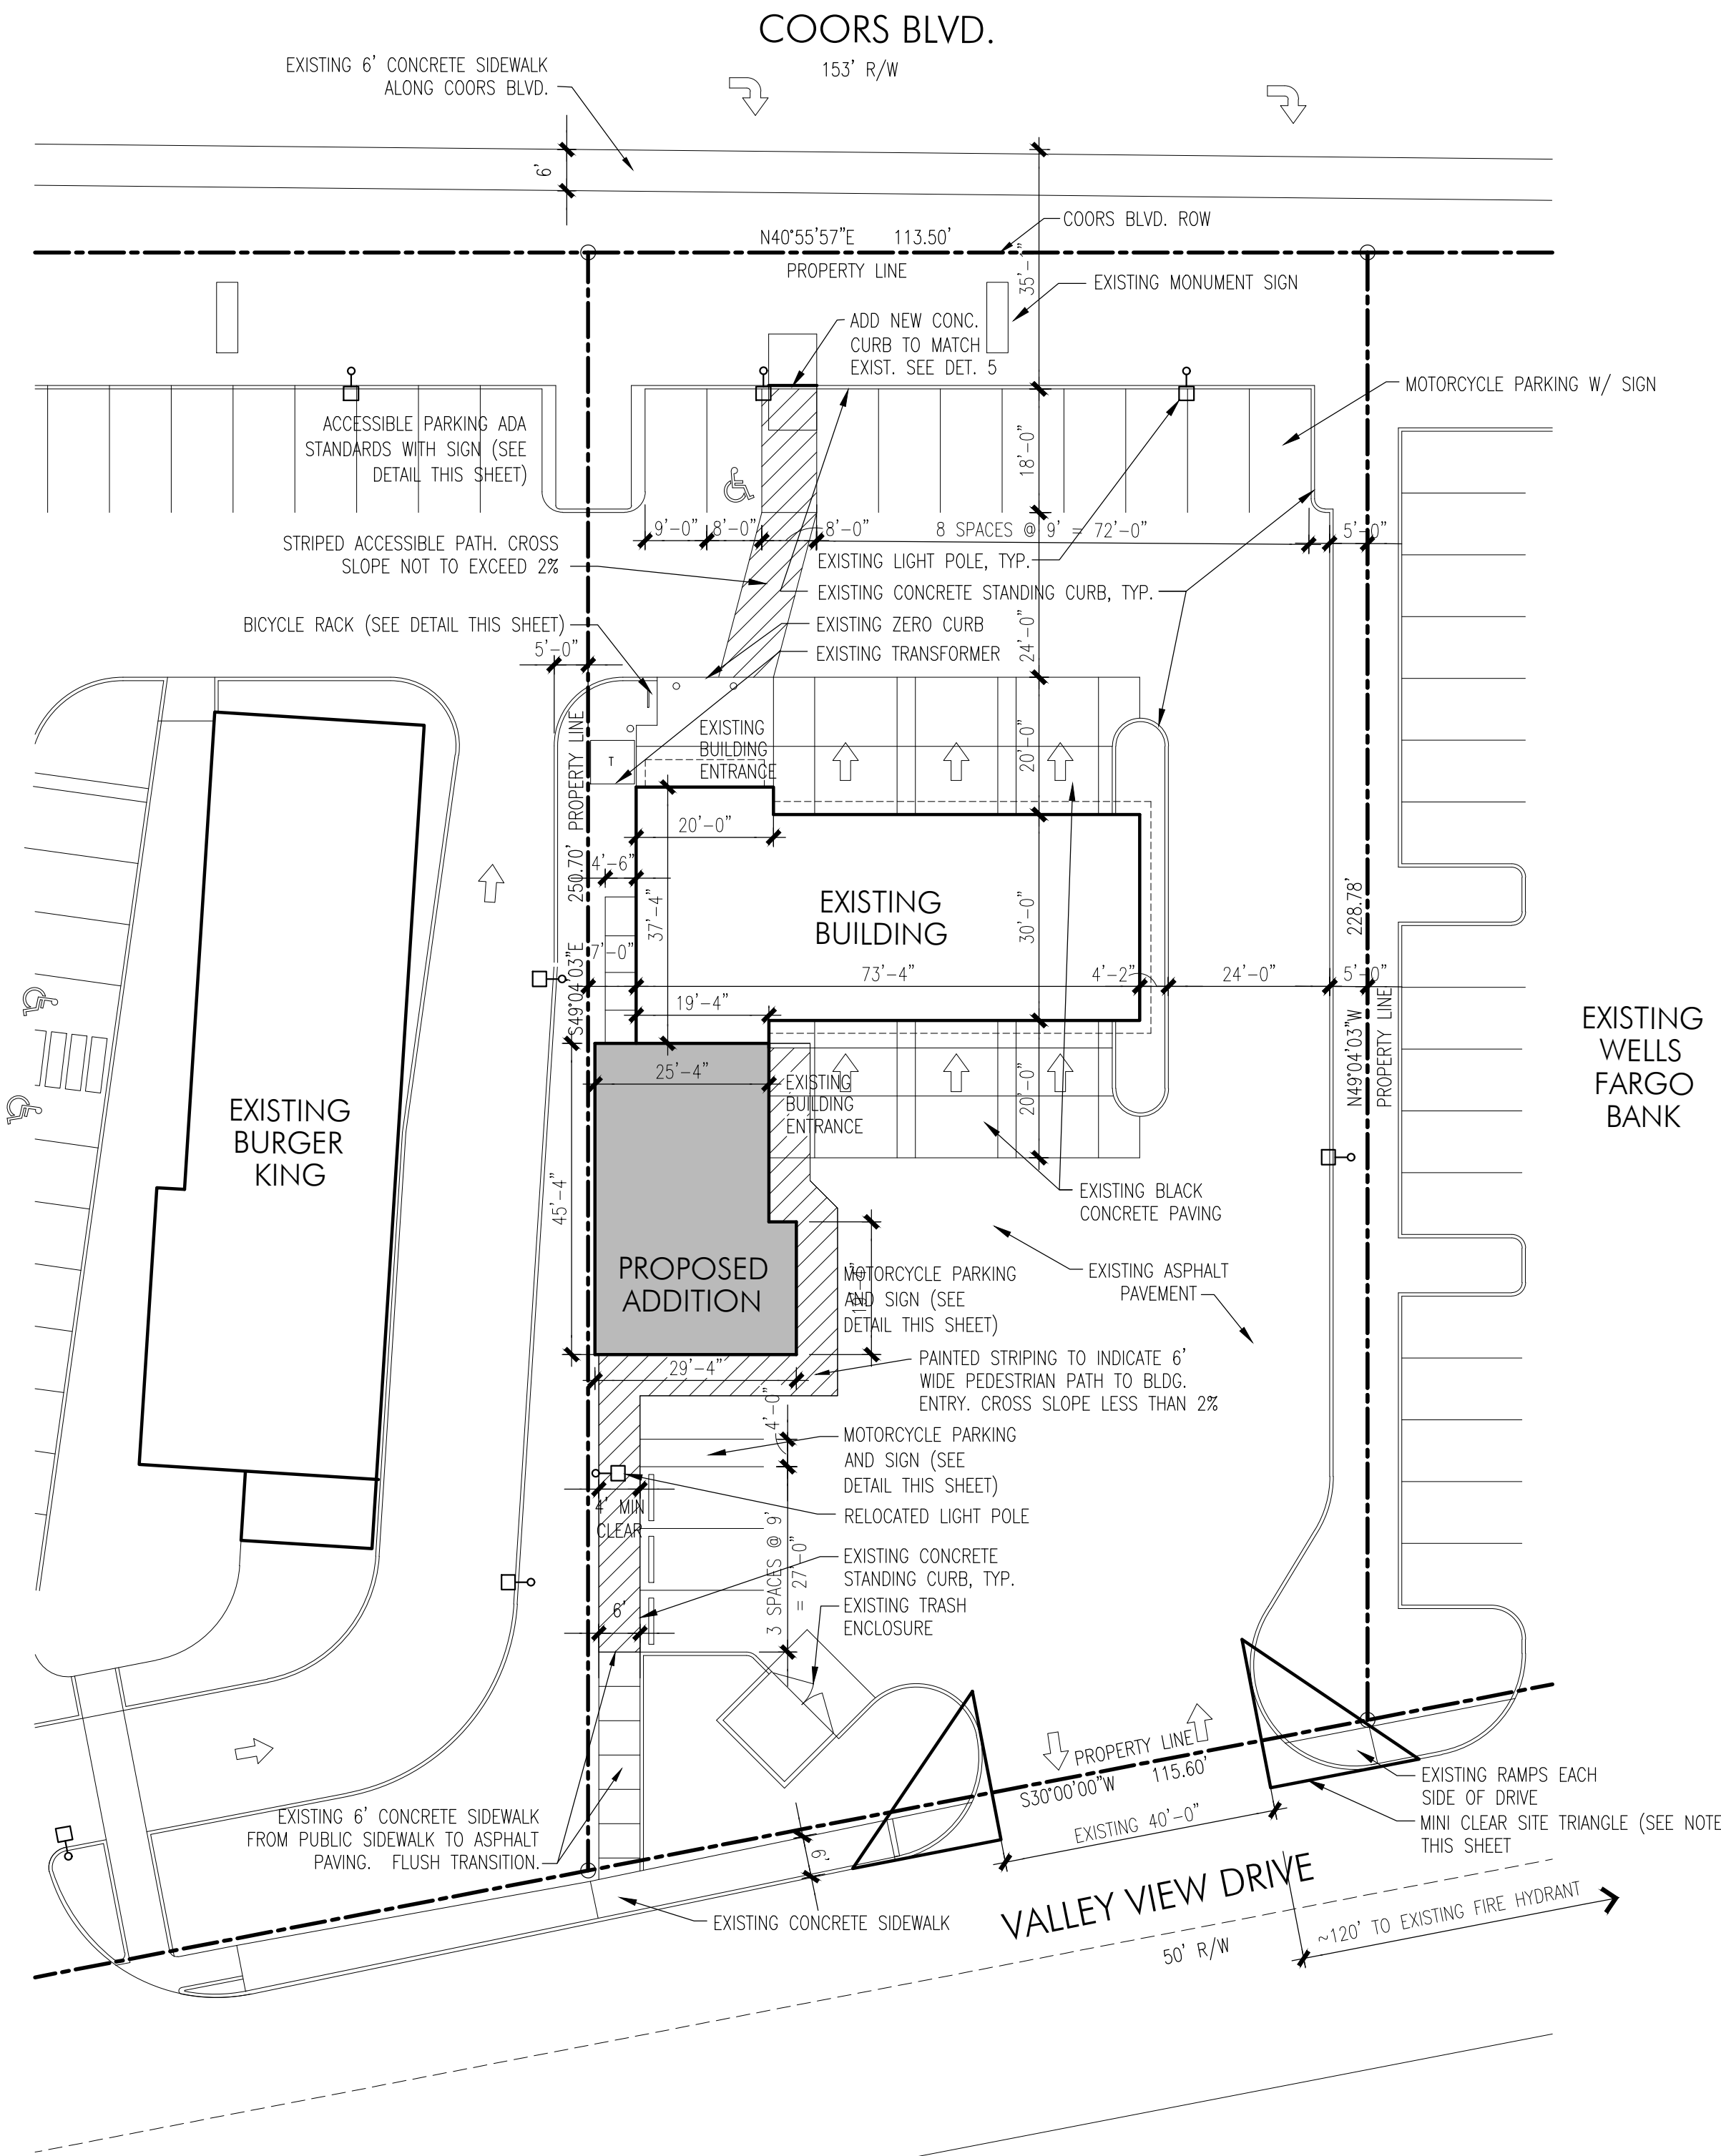 COORS BLVD.
153' R/W
EXISTING 6' CONCRETE SIDEWALK
ALONG COORS BLVD.
6'
COORS BLVD. ROW
N40°55'57"E 113.50'
PROPERTY LINE
EXISTING MONUMENT SIGN
ADD NEW CONC.
CURB TO MATCH
EXIST. SEE DET. 5
MOTORCYCLE PARKING W/ SIGN
ACCESSIBLE PARKING ADA
STANDARDS WITH SIGN (SEE
DETAIL THIS SHEET)
18'-0"
9'-0"
8'-0"
8'-0"
8 SPACES @ 9' = 72'-0"
5'-0"
STRIPED ACCESSIBLE PATH. CROSS
SLOPE NOT TO EXCEED 2%
EXISTING LIGHT POLE, TYP.
EXISTING CONCRETE STANDING CURB, TYP.
BICYCLE RACK (SEE DETAIL THIS SHEET)
EXISTING ZERO CURB
EXISTING TRANSFORMER
24'-0"
5'-0"
EXISTING
BUILDING
ENTRANCE
T
20'-0"
PROPERTY LINE
250.70'
S49°04'03"E
20'-0"
4'-6"
37'-4"
7'-0"
EXISTING
BUILDING
30'-0"
73'-4"
4'-2"
24'-0"
5'-0"
19'-4"
228.78'
N49°04'03"W
PROPERTY LINE
EXISTING
WELLS
FARGO
BANK
25'-4"
EXISTING
BUILDING
ENTRANCE
20'-0"
EXISTING
BURGER
KING
45'-4"
EXISTING BLACK
CONCRETE PAVING
PROPOSED
ADDITION
MOTORCYCLE PARKING
AND SIGN (SEE
DETAIL THIS SHEET)
EXISTING ASPHALT
PAVEMENT
29'-4"
PAINTED STRIPING TO INDICATE 6'
WIDE PEDESTRIAN PATH TO BLDG.
ENTRY. CROSS SLOPE LESS THAN 2%
4'-0"
MOTORCYCLE PARKING
AND SIGN (SEE
DETAIL THIS SHEET)
4' MIN
CLEAR
RELOCATED LIGHT POLE
3 SPACES @ 9'
= 27'-0"
EXISTING CONCRETE
STANDING CURB, TYP.
6'
EXISTING TRASH
ENCLOSURE
PROPERTY LINE
S30°00'00"W 115.60'
EXISTING 40'-0"
EXISTING RAMPS EACH
SIDE OF DRIVE
MINI CLEAR SITE TRIANGLE (SEE NOTE
THIS SHEET
EXISTING 6' CONCRETE SIDEWALK
FROM PUBLIC SIDEWALK TO ASPHALT
PAVING. FLUSH TRANSITION.
6'
EXISTING CONCRETE SIDEWALK
VALLEY VIEW DRIVE
50' R/W
~120' TO EXISTING FIRE HYDRANT